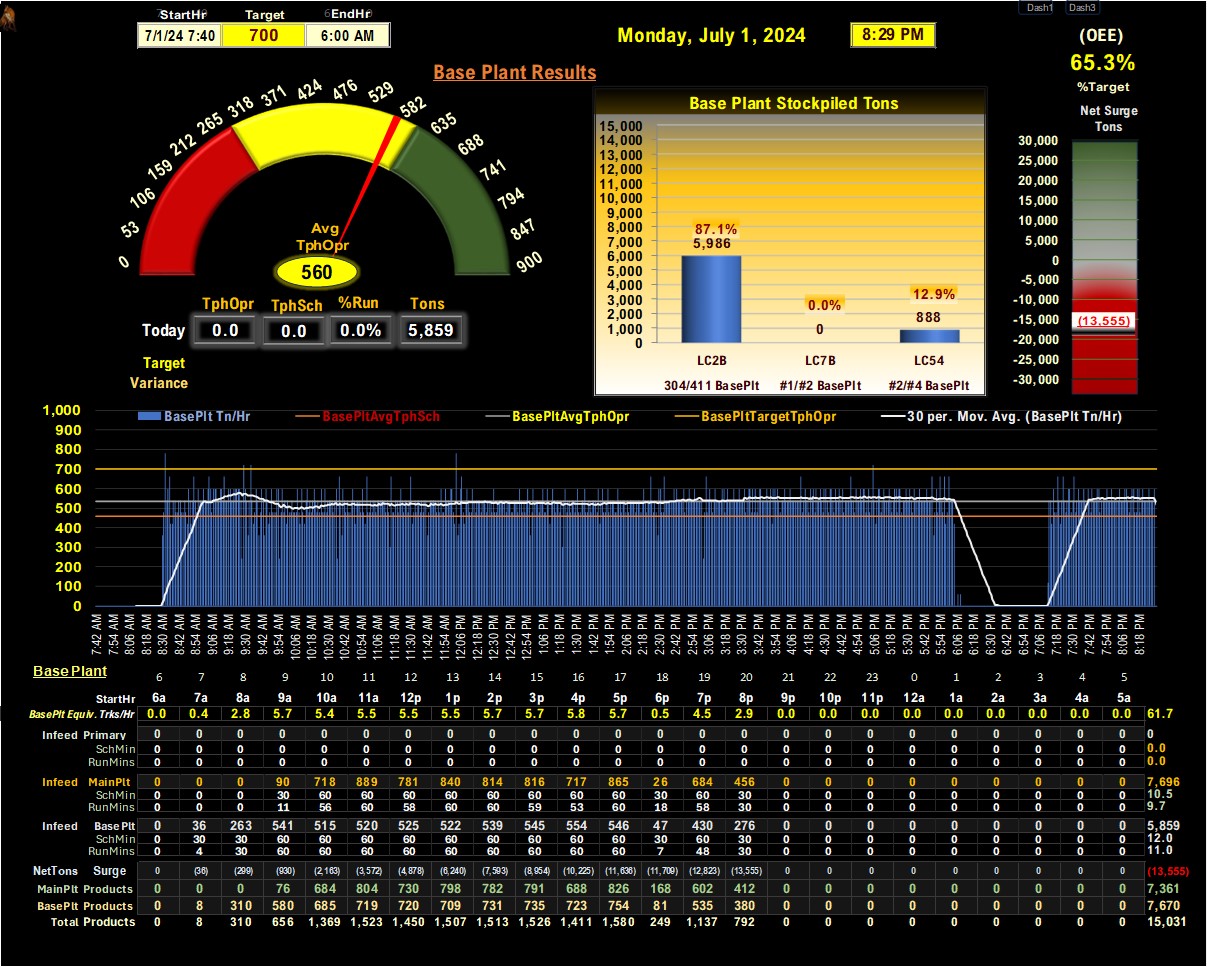 StartHr Target EndHr
7/1/24 7:40 700 6:00 AM
Monday, July 1, 2024 8:29 PM
Dash1 Dash3
(OEE)
65.3%
%Target
Net Surge
Tons
30,000
25,000
20,000
15,000
10,000
5,000
0
-5,000
-10,000
-15,000
(13,555)
-20,000
-25,000
-30,000
Base Plant Results
0 53 106 159 212 265 318 371 424 476 529 582 635 688 741 794 847 900
Avg
TphOpr
560
TphOpr TphSch %Run Tons
Today 0.0 0.0 0.0% 5,859
Target
Variance
Base Plant Stockpiled Tons
15,000
14,000
13,000
12,000
11,000
10,000
9,000
8,000
7,000
6,000
5,000
4,000
3,000
2,000
1,000
0
87.1%
5,986
0.0%
0
12.9%
888
LC2B LC7B LC54
304/411 BasePlt #1/#2 BasePlt #2/#4 BasePlt
BasePlt Tn/Hr BasePltAvgTphSch BasePltAvgTphOpr BasePltTargetTphOpr 30 per. Mov. Avg. (BasePlt Tn/Hr)
1,000
900
800
700
600
500
400
300
200
100
0
7:42 AM 7:54 AM 8:06 AM 8:18 AM 8:30 AM 8:42 AM 8:54 AM 9:06 AM 9:18 AM 9:30 AM 9:42 AM 9:54 AM 10:06 AM 10:18 AM 10:30 AM 10:42 AM 10:54 AM 11:06 AM 11:18 AM 11:30 AM 11:42 AM 11:54 AM 12:06 PM 12:18 PM 12:30 PM 12:42 PM 12:54 PM 1:06 PM 1:18 PM 1:30 PM 1:42 PM 1:54 PM 2:06 PM 2:18 PM 2:30 PM 2:42 PM 2:54 PM 3:06 PM 3:18 PM 3:30 PM 3:42 PM 3:54 PM 4:06 PM 4:18 PM 4:30 PM 4:42 PM 4:54 PM 5:06 PM 5:18 PM 5:30 PM 5:42 PM 5:54 PM 6:06 PM 6:18 PM 6:30 PM 6:42 PM 6:54 PM 7:06 PM 7:18 PM 7:30 PM 7:42 PM 7:54 PM 8:06 PM 8:18 PM
Base Plant
6 7 8 9 10 11 12 13 14 15 16 17 18 19 20 21 22 23 0 1 2 3 4 5
StartHr 6a 7a 8a 9a 10a 11a 12p 1p 2p 3p 4p 5p 6p 7p 8p 9p 10p 11p 12a 1a 2a 3a 4a 5a
BasePlt Equiv. Trks/Hr 0.0 0.4 2.8 5.7 5.4 5.5 5.5 5.5 5.7 5.7 5.8 5.7 0.5 4.5 2.9 0.0 0.0 0.0 0.0 0.0 0.0 0.0 0.0 0.0 61.7
Infeed Primary 0 0 0 0 0 0 0 0 0 0 0 0 0 0 0 0 0 0 0 0 0 0 0 0 0
SchMin 0 0 0 0 0 0 0 0 0 0 0 0 0 0 0 0 0 0 0 0 0 0 0 0 0.0
RunMins 0 0 0 0 0 0 0 0 0 0 0 0 0 0 0 0 0 0 0 0 0 0 0 0 0.0
Infeed MainPlt 0 0 0 90 718 889 781 840 814 816 717 865 26 684 456 0 0 0 0 0 0 0 0 0 7,696
SchMin 0 0 0 30 60 60 60 60 60 60 60 60 30 60 30 0 0 0 0 0 0 0 0 0 10.5
RunMins 0 0 0 11 56 60 58 60 60 59 53 60 18 58 30 0 0 0 0 0 0 0 0 0 9.7
Infeed BasePlt 0 36 263 541 515 520 525 522 539 545 554 546 47 430 276 0 0 0 0 0 0 0 0 0 5,859
SchMin 0 30 30 60 60 60 60 60 60 60 60 60 30 60 30 0 0 0 0 0 0 0 0 0 12.0
RunMins 0 4 30 60 60 60 60 60 60 60 60 60 7 48 30 0 0 0 0 0 0 0 0 0 11.0
NetTons Surge 0 (36) (299) (930) (2,163) (3,572) (4,878) (6,240) (7,593) (8,954) (10,225) (11,636) (11,709) (12,823) (13,555) 0 0 0 0 0 0 0 0 0 (13,555)
MainPlt Products 0 0 0 76 684 804 730 798 782 791 688 826 168 602 412 0 0 0 0 0 0 0 0 0 7,361
BasePlt Products 0 8 310 580 685 719 720 709 731 735 723 754 81 535 380 0 0 0 0 0 0 0 0 0 7,670
Total Products 0 8 310 656 1,369 1,523 1,450 1,507 1,513 1,526 1,411 1,580 249 1,137 792 0 0 0 0 0 0 0 0 0 15,031